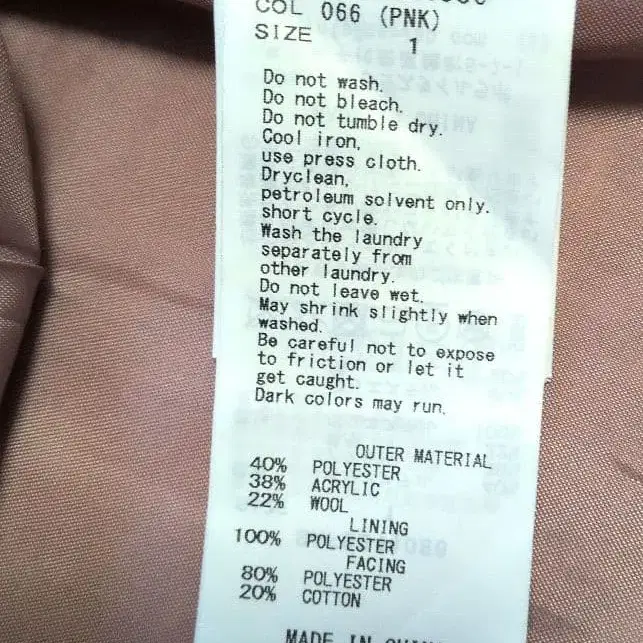 COL 066 (PNK)
SIZE 1
Do not wash.
Do not bleach.
Do not tumble dry.
Cool iron,
use press cloth.
Dryclean,
petroleum solvent only.
short cycle.
Wash the laundry
separately from
other laundry.
Do not leave wet.
May shrink slightly when
washed.
Be careful not to expose
to friction or let it
get caught.
Dark colors may run.
OUTER MATERIAL
40% POLYESTER
38% ACRYLIC
22% WOOL
LINING
100% POLYESTER
FACING
80% POLYESTER
20% COTTON
MADE IN